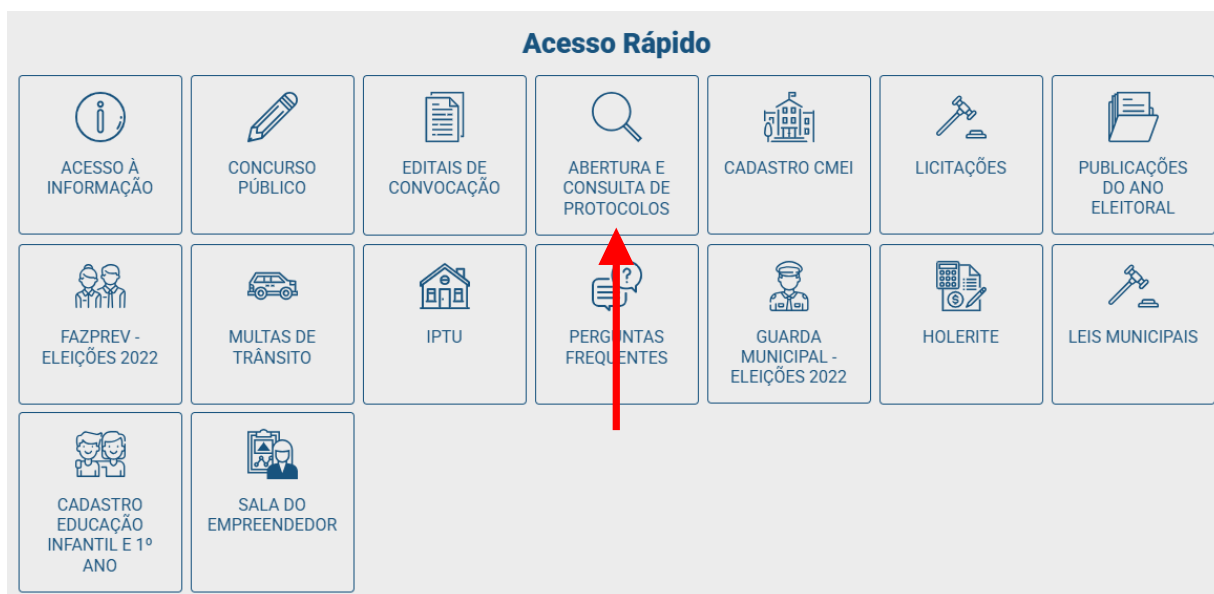 Acesso Rápido
ACESSO À
INFORMAÇÃO
CONCURSO
PÚBLICO
EDITAIS DE
CONVOCAÇÃO
ABERTURA E
CONSULTA DE
PROTOCOLOS
CADASTRO CMEI
LICITAÇÕES
PUBLICAÇÕES
DO ANO
ELEITORAL
FAZPREV -
ELEIÇÕES 2022
MULTAS DE
TRÂNSITO
IPTU
PERGUNTAS
FREQUENTES
GUARDA
MUNICIPAL -
ELEIÇÕES 2022
HOLERITE
LEIS MUNICIPAIS
CADASTRO
EDUCAÇÃO
INFANTIL E 1º
ANO
SALA DO
EMPREENDEDOR